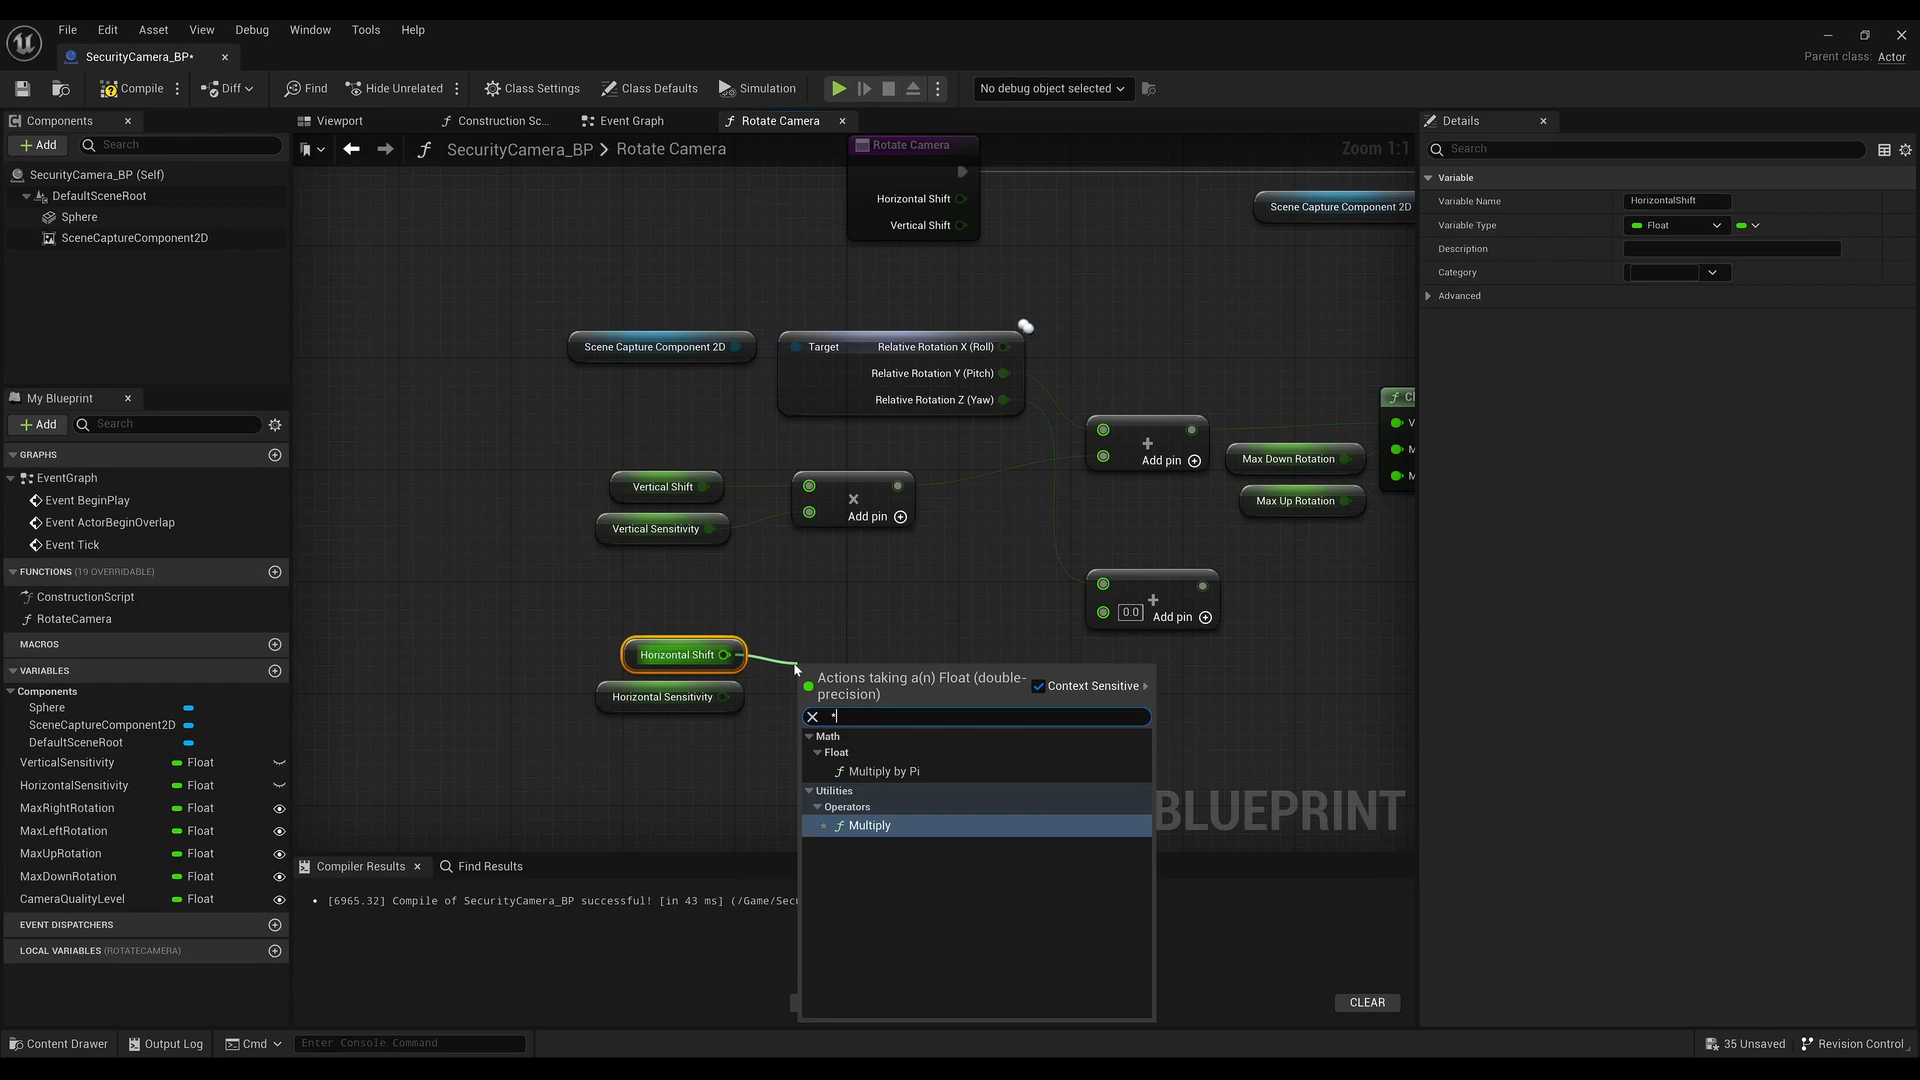 File Edit Asset View Debug Window Tools Help
SecurityCamera_BP*
Parent class: Actor
Compile Diff Find Hide Unrelated Class Settings Class Defaults Simulation No debug object selected
Components
Viewport Construction Sc... Event Graph Rotate Camera
Details
Add Search
SecurityCamera_BP > Rotate Camera
Zoom 1:1
Search
SecurityCamera_BP (Self)
DefaultSceneRoot
Sphere
SceneCaptureComponent2D
Rotate Camera
Horizontal Shift
Vertical Shift
Scene Capture Component 2D
Variable
Variable Name HorizontalShift
Variable Type Float
Description
Category
Advanced
Scene Capture Component 2D
Target Relative Rotation X (Roll)
Relative Rotation Y (Pitch)
Relative Rotation Z (Yaw)
+
Add pin
Max Down Rotation
Max Up Rotation
Vertical Shift
Vertical Sensitivity
×
Add pin
+
0.0 Add pin
Horizontal Shift
Horizontal Sensitivity
My Blueprint
Add Search
GRAPHS
EventGraph
Event BeginPlay
Event ActorBeginOverlap
Event Tick
FUNCTIONS (19 OVERRIDABLE)
ConstructionScript
RotateCamera
MACROS
VARIABLES
Components
Sphere
SceneCaptureComponent2D
DefaultSceneRoot
VerticalSensitivity Float
HorizontalSensitivity Float
MaxRightRotation Float
MaxLeftRotation Float
MaxUpRotation Float
MaxDownRotation Float
CameraQualityLevel Float
EVENT DISPATCHERS
LOCAL VARIABLES (ROTATECAMERA)
Actions taking a(n) Float (double-
precision)
Context Sensitive
*
Math
Float
Multiply by Pi
Utilities
Operators
Multiply
BLUEPRINT
Compiler Results Find Results
[6965.32] Compile of SecurityCamera_BP successful! [in 43 ms] (/Game/Secu
CLEAR
Content Drawer Output Log Cmd Enter Console Command
35 Unsaved Revision Control